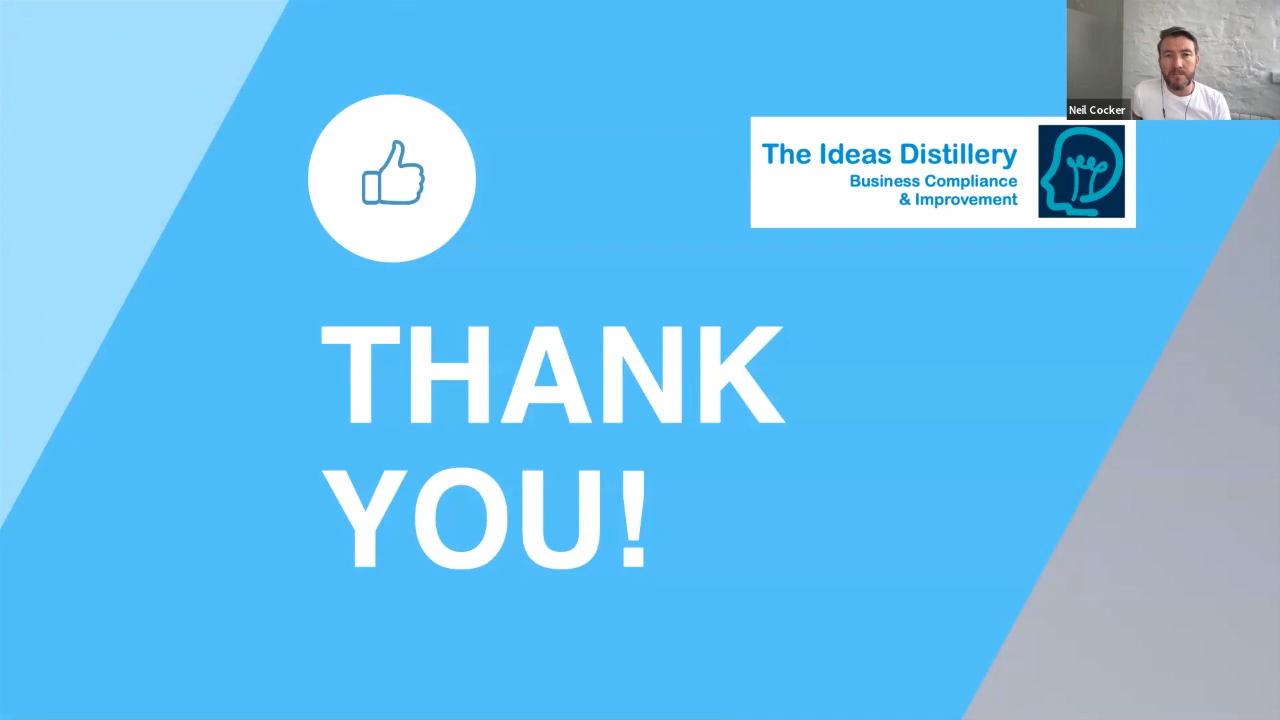 Neil Cocker
The Ideas Distillery
Business Compliance
& Improvement
THANK
YOU!